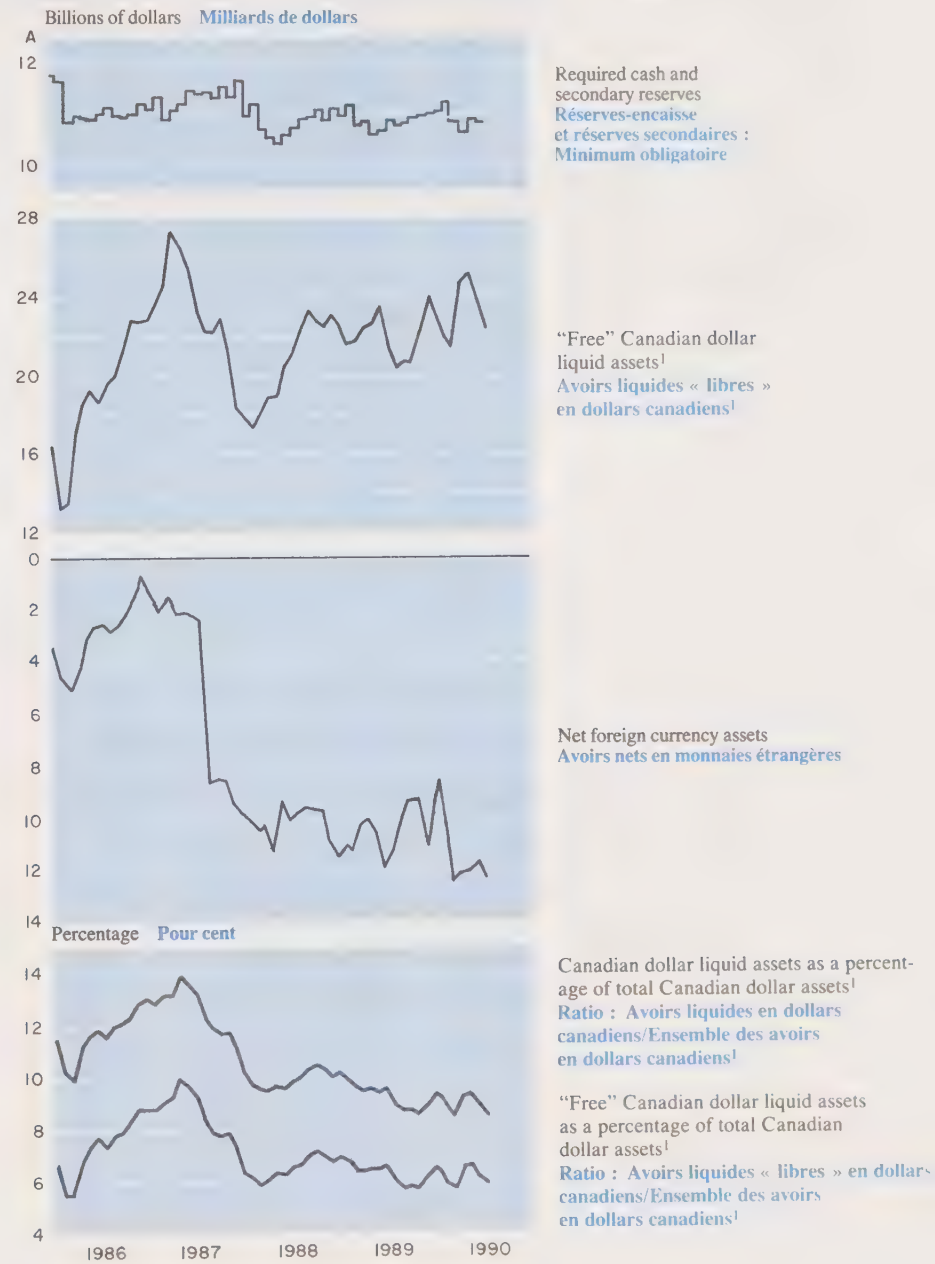 Billions of dollars Milliards de dollars
A
12
10
Required cash and
secondary reserves
Réserves-encaisse
et réserves secondaires :
Minimum obligatoire
28
24
20
16
12
"Free" Canadian dollar
liquid assets¹
Avoirs liquides « libres »
en dollars canadiens¹
0
2
4
6
8
10
12
14
Net foreign currency assets
Avoirs nets en monnaies étrangères
Percentage Pour cent
14
12
10
8
6
4
Canadian dollar liquid assets as a percent-
age of total Canadian dollar assets¹
Ratio : Avoirs liquides en dollars
canadiens/Ensemble des avoirs
en dollars canadiens¹
"Free" Canadian dollar liquid assets
as a percentage of total Canadian
dollar assets¹
Ratio : Avoirs liquides « libres » en dollars
canadiens/Ensemble des avoirs
en dollars canadiens¹
1986 1987 1988 1989 1990